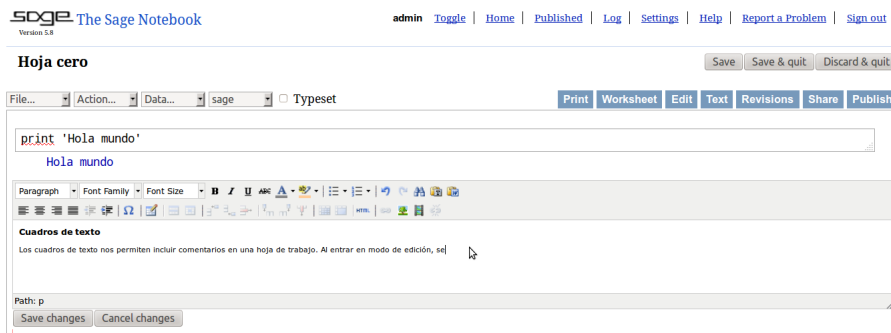 sage The Sage Notebook admin Toggle Home Published Log Settings Help Report a Problem Sign out
Version 5.8
Hoja cero Save Save & quit Discard & quit
File... Action... Data... sage Typeset Print Worksheet Edit Text Revisions Share Publish
print 'Hola mundo'
Hola mundo
Paragraph Font Family Font Size B I U ABC A
Ω HTML
Cuadros de texto
Los cuadros de texto nos permiten incluir comentarios en una hoja de trabajo. Al entrar en modo de edición, se
Path: p
Save changes Cancel changes